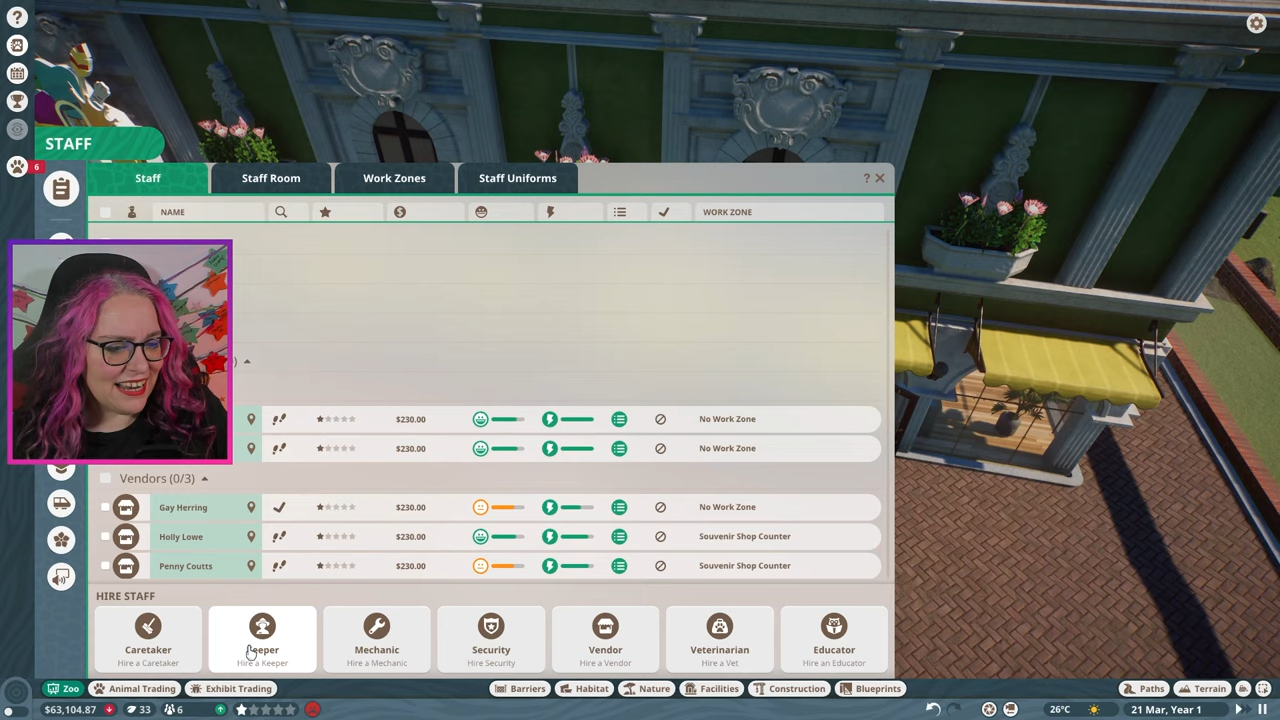 STAFF
6
Staff
Staff Room
Work Zones
Staff Uniforms
?
NAME
WORK ZONE
$230.00
No Work Zone
$230.00
No Work Zone
Vendors (0/3)
Gay Herring
$230.00
No Work Zone
Holly Lowe
$230.00
Souvenir Shop Counter
Penny Coutts
$230.00
Souvenir Shop Counter
HIRE STAFF
Caretaker
Hire a Caretaker
Keeper
Hire a Keeper
Mechanic
Hire a Mechanic
Security
Hire Security
Vendor
Hire a Vendor
Veterinarian
Hire a Vet
Educator
Hire an Educator
Zoo
Animal Trading
Exhibit Trading
Barriers
Habitat
Nature
Facilities
Construction
Blueprints
Paths
Terrain
$63,104.87
33
6
26°C
21 Mar, Year 1